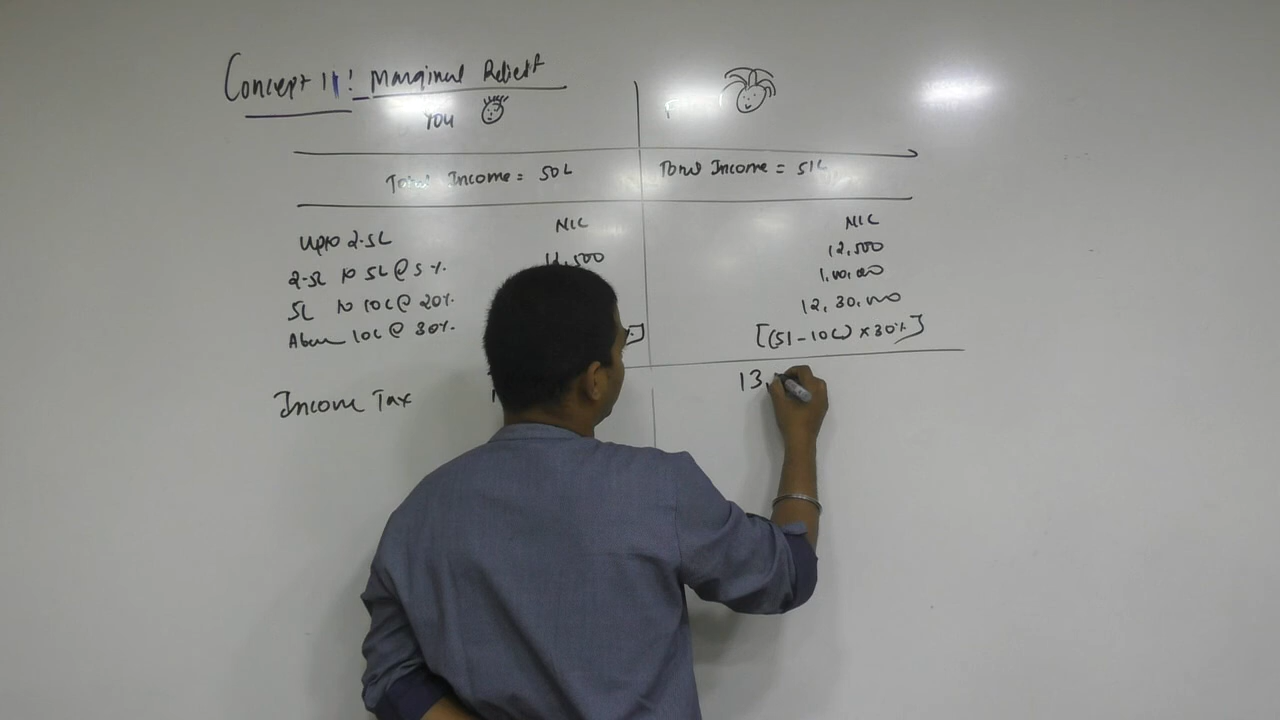 Concept 11: Marginal Relief
YOU
F
Total Income = 50L
Total Income = 51L
Upto 2.5L NIL NIL
2.5L to 5L @ 5% 12,500 12,500
5L to 10L @ 20% 1,00,000
Above 10L @ 30% 12,30,000
[(51-10L) x 30%]
Income Tax 1 13,